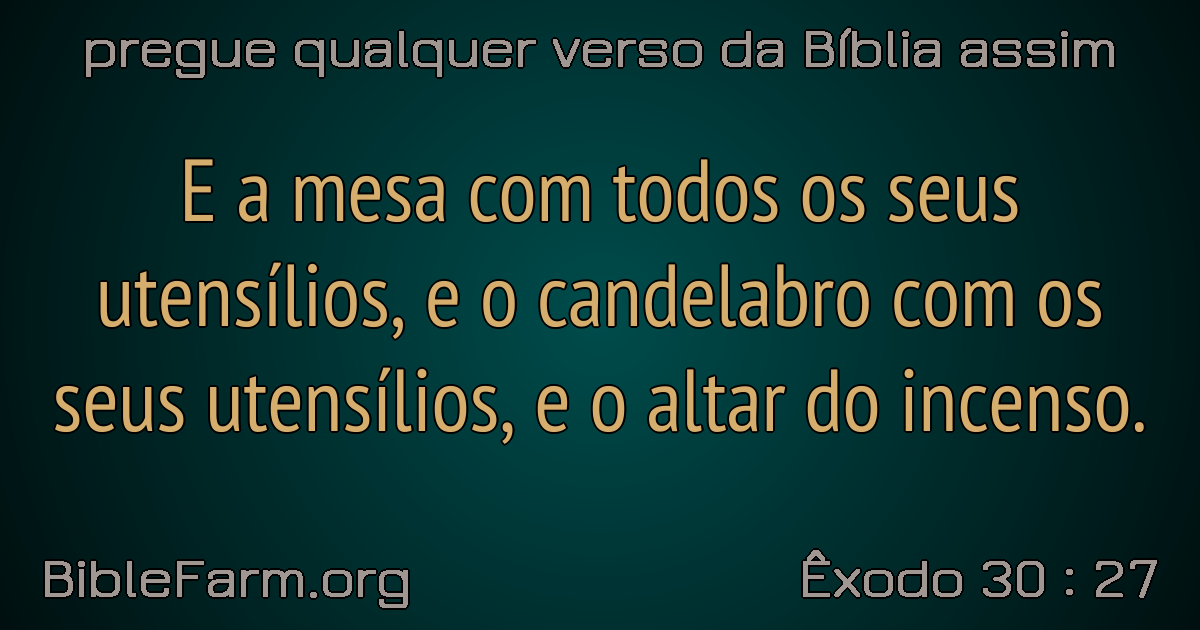 pregue qualquer verso da Bíblia assim
E a mesa com todos os seus
utensílios, e o candelabro com os
seus utensílios, e o altar do incenso.
BibleFarm.org
Êxodo 30 : 27